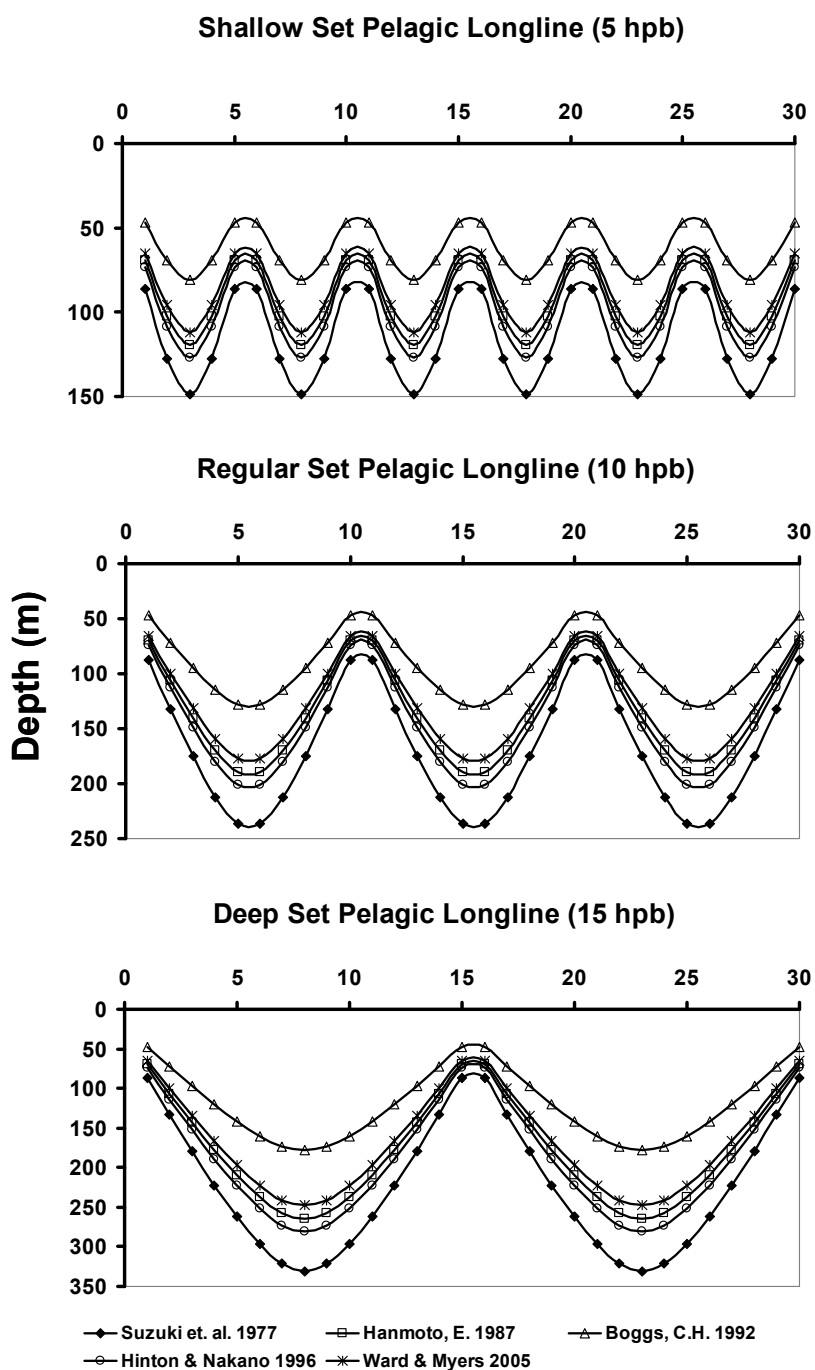 Shallow Set Pelagic Longline (5 hpb)
0 5 10 15 20 25 30
0
50
100
150
Regular Set Pelagic Longline (10 hpb)
0 5 10 15 20 25 30
0
50
100
150
200
250
Depth (m)
Deep Set Pelagic Longline (15 hpb)
0 5 10 15 20 25 30
0
50
100
150
200
250
300
350
Suzuki et. al. 1977 Hanmoto, E. 1987 Boggs, C.H. 1992
Hinton & Nakano 1996 Ward & Myers 2005